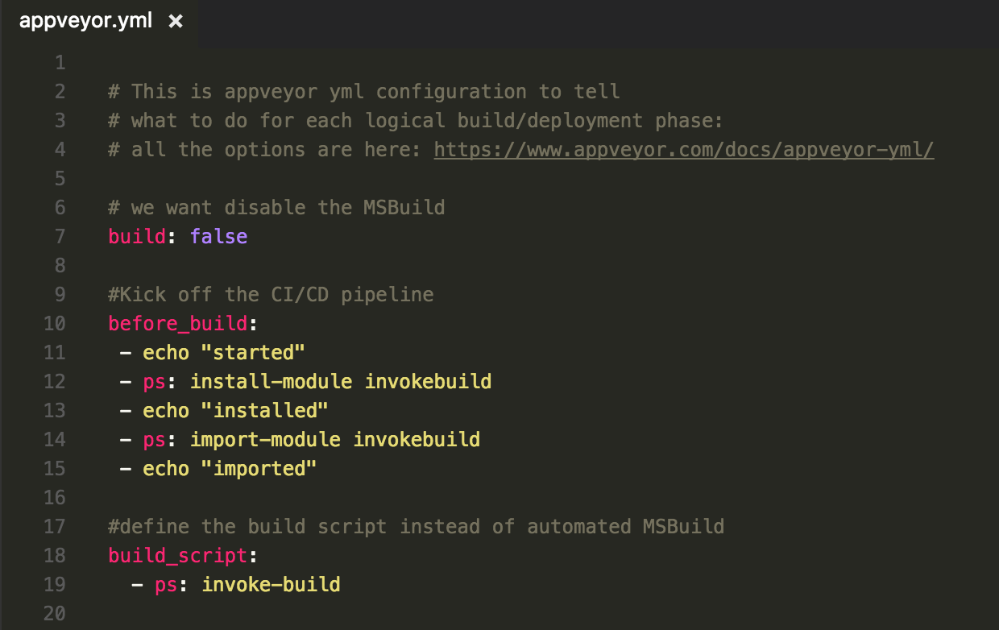 appveyor.yml ×
1
2 # This is appveyor yml configuration to tell
3 # what to do for each logical build/deployment phase:
4 # all the options are here: https://www.appveyor.com/docs/appveyor-yml/
5
6 # we want disable the MSBuild
7 build: false
8
9 #Kick off the CI/CD pipeline
10 before_build:
11  - echo "started"
12  - ps: install-module invokebuild
13  - echo "installed"
14  - ps: import-module invokebuild
15  - echo "imported"
16
17 #define the build script instead of automated MSBuild
18 build_script:
19   - ps: invoke-build
20